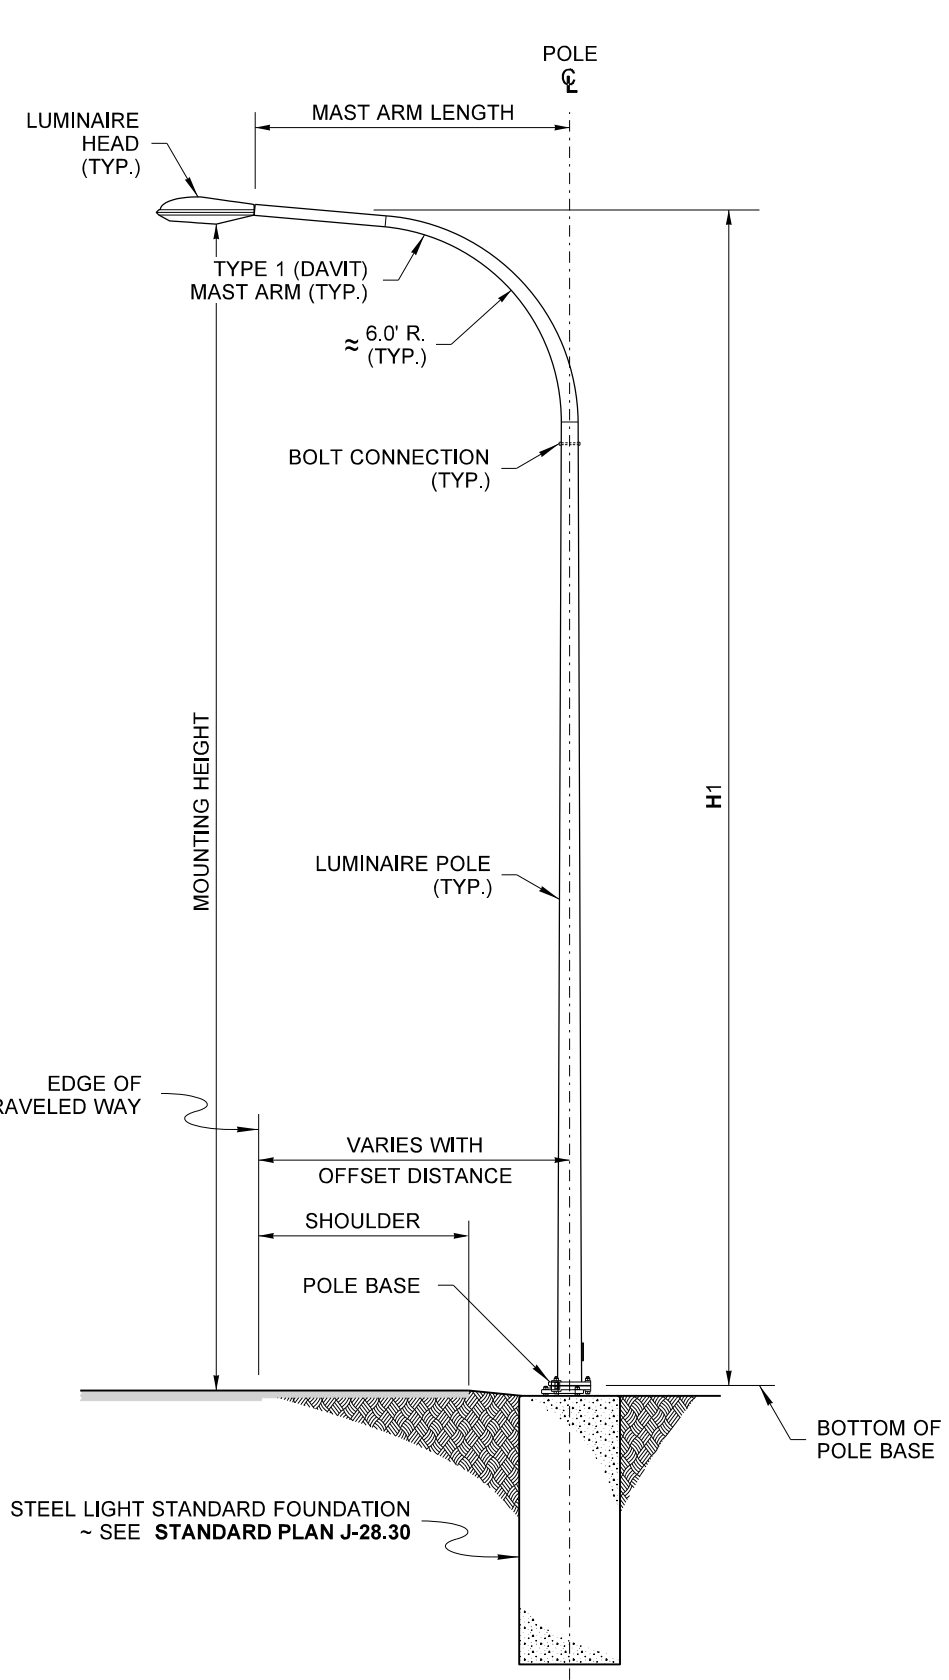 POLE
℄
MAST ARM LENGTH
LUMINAIRE
HEAD
(TYP.)
TYPE 1 (DAVIT)
MAST ARM (TYP.)
≈ 6.0' R.
(TYP.)
BOLT CONNECTION
(TYP.)
MOUNTING HEIGHT
H1
LUMINAIRE POLE
(TYP.)
EDGE OF
RAVELED WAY
VARIES WITH
OFFSET DISTANCE
SHOULDER
POLE BASE
BOTTOM OF
POLE BASE
STEEL LIGHT STANDARD FOUNDATION
~ SEE STANDARD PLAN J-28.30